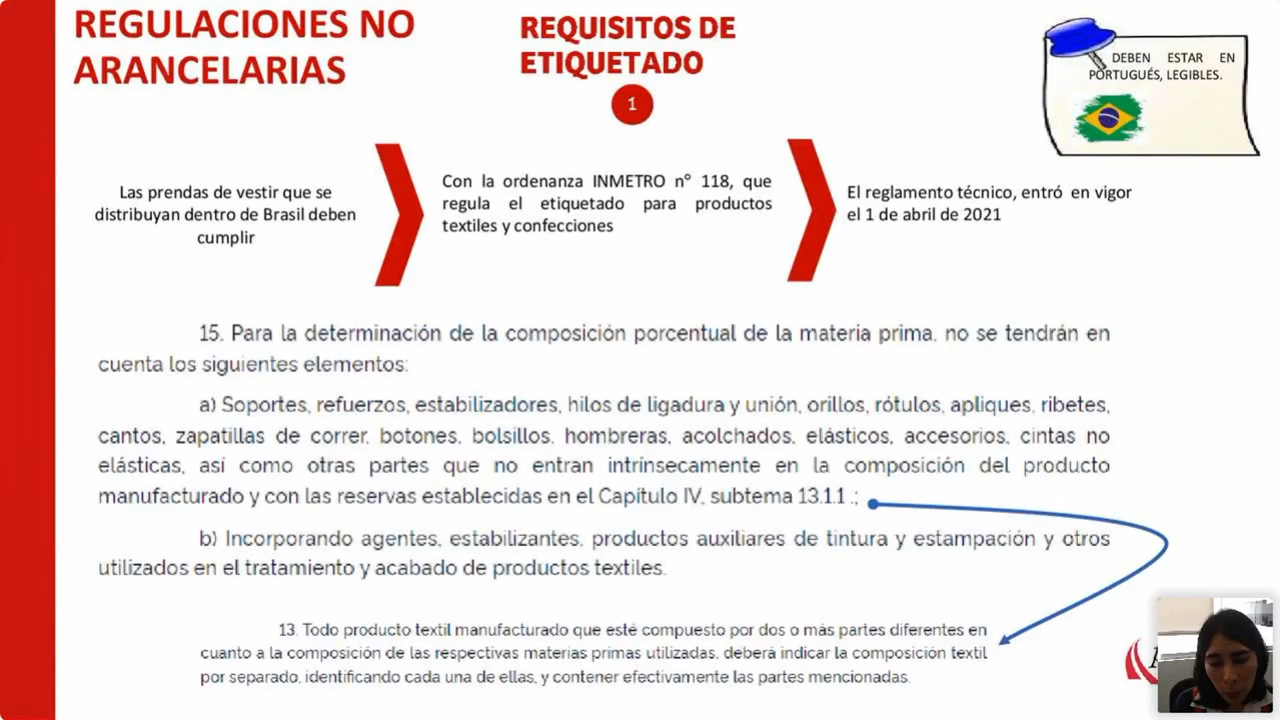 REGULACIONES NO
ARANCELARIAS
REQUISITOS DE
ETIQUETADO
1
DEBEN ESTAR EN
PORTUGUÉS, LEGIBLES.
Las prendas de vestir que se
distribuyan dentro de Brasil deben
cumplir
Con la ordenanza INMETRO n° 118, que
regula el etiquetado para productos
textiles y confecciones
El reglamento técnico, entró en vigor
el 1 de abril de 2021
15. Para la determinación de la composición porcentual de la materia prima, no se tendrán en
cuenta los siguientes elementos:
a) Soportes, refuerzos, estabilizadores, hilos de ligadura y unión, orillos, rótulos, apliques, ribetes,
cantos, zapatillas de correr, botones, bolsillos, hombreras, acolchados, elásticos, accesorios, cintas no
elásticas, así como otras partes que no entran intrínsecamente en la composición del producto
manufacturado y con las reservas establecidas en el Capítulo IV, subtema 13.1.1 .;
b) Incorporando agentes, estabilizantes, productos auxiliares de tintura y estampación y otros
utilizados en el tratamiento y acabado de productos textiles.
13. Todo producto textil manufacturado que esté compuesto por dos o más partes diferentes en
cuanto a la composición de las respectivas materias primas utilizadas, deberá indicar la composición textil
por separado, identificando cada una de ellas, y contener efectivamente las partes mencionadas.